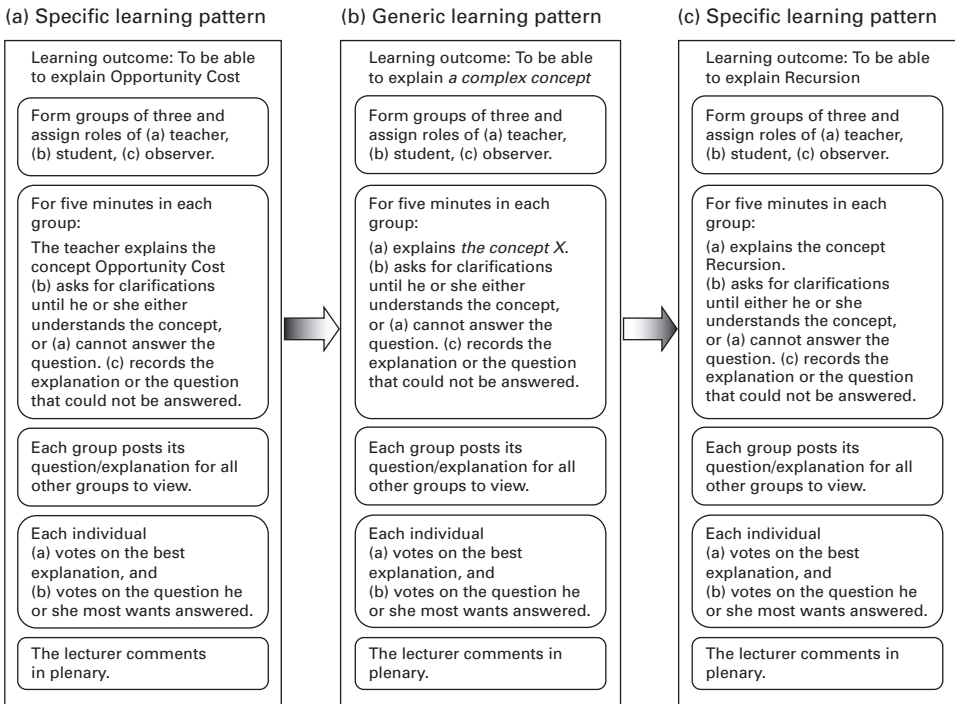 (a) Specific learning pattern
Learning outcome: To be able
to explain Opportunity Cost
Form groups of three and
assign roles of (a) teacher,
(b) student, (c) observer.
For five minutes in each
group:
The teacher explains the
concept Opportunity Cost
(b) asks for clarifications
until he or she either
understands the concept,
or (a) cannot answer the
question. (c) records the
explanation or the question
that could not be answered.
Each group posts its
question/explanation for all
other groups to view.
Each individual
(a) votes on the best
explanation, and
(b) votes on the question he
or she most wants answered.
The lecturer comments
in plenary.
(b) Generic learning pattern
Learning outcome: To be able
to explain a complex concept
Form groups of three and
assign roles of (a) teacher,
(b) student, (c) observer.
For five minutes in each
group:
(a) explains the concept X.
(b) asks for clarifications
until he or she either
understands the concept,
or (a) cannot answer the
question. (c) records the
explanation or the question
that could not be answered.
Each group posts its
question/explanation for all
other groups to view.
Each individual
(a) votes on the best
explanation, and
(b) votes on the question he
or she most wants answered.
The lecturer comments in
plenary.
(c) Specific learning pattern
Learning outcome: To be able
to explain Recursion
Form groups of three and
assign roles of (a) teacher,
(b) student, (c) observer.
For five minutes in each
group:
(a) explains the concept
Recursion.
(b) asks for clarifications
until either he or she
understands the concept,
or (a) cannot answer the
question. (c) records the
explanation or the question
that could not be answered.
Each group posts its
question/explanation for all
other groups to view.
Each individual
(a) votes on the best
explanation, and
(b) votes on the question he
or she most wants answered.
The lecturer comments in
plenary.